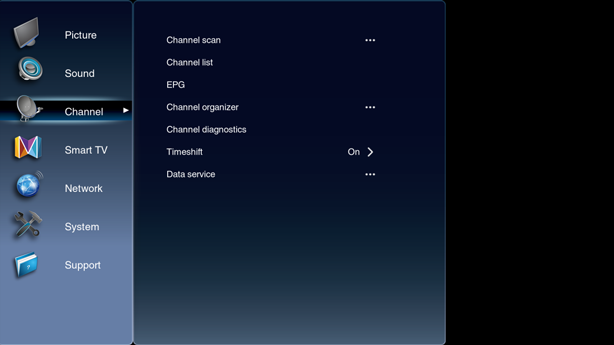 Picture
Sound
Channel
Smart TV
Network
System
Support
Channel scan ...
Channel list
EPG
Channel organizer ...
Channel diagnostics
Timeshift On
Data service ...